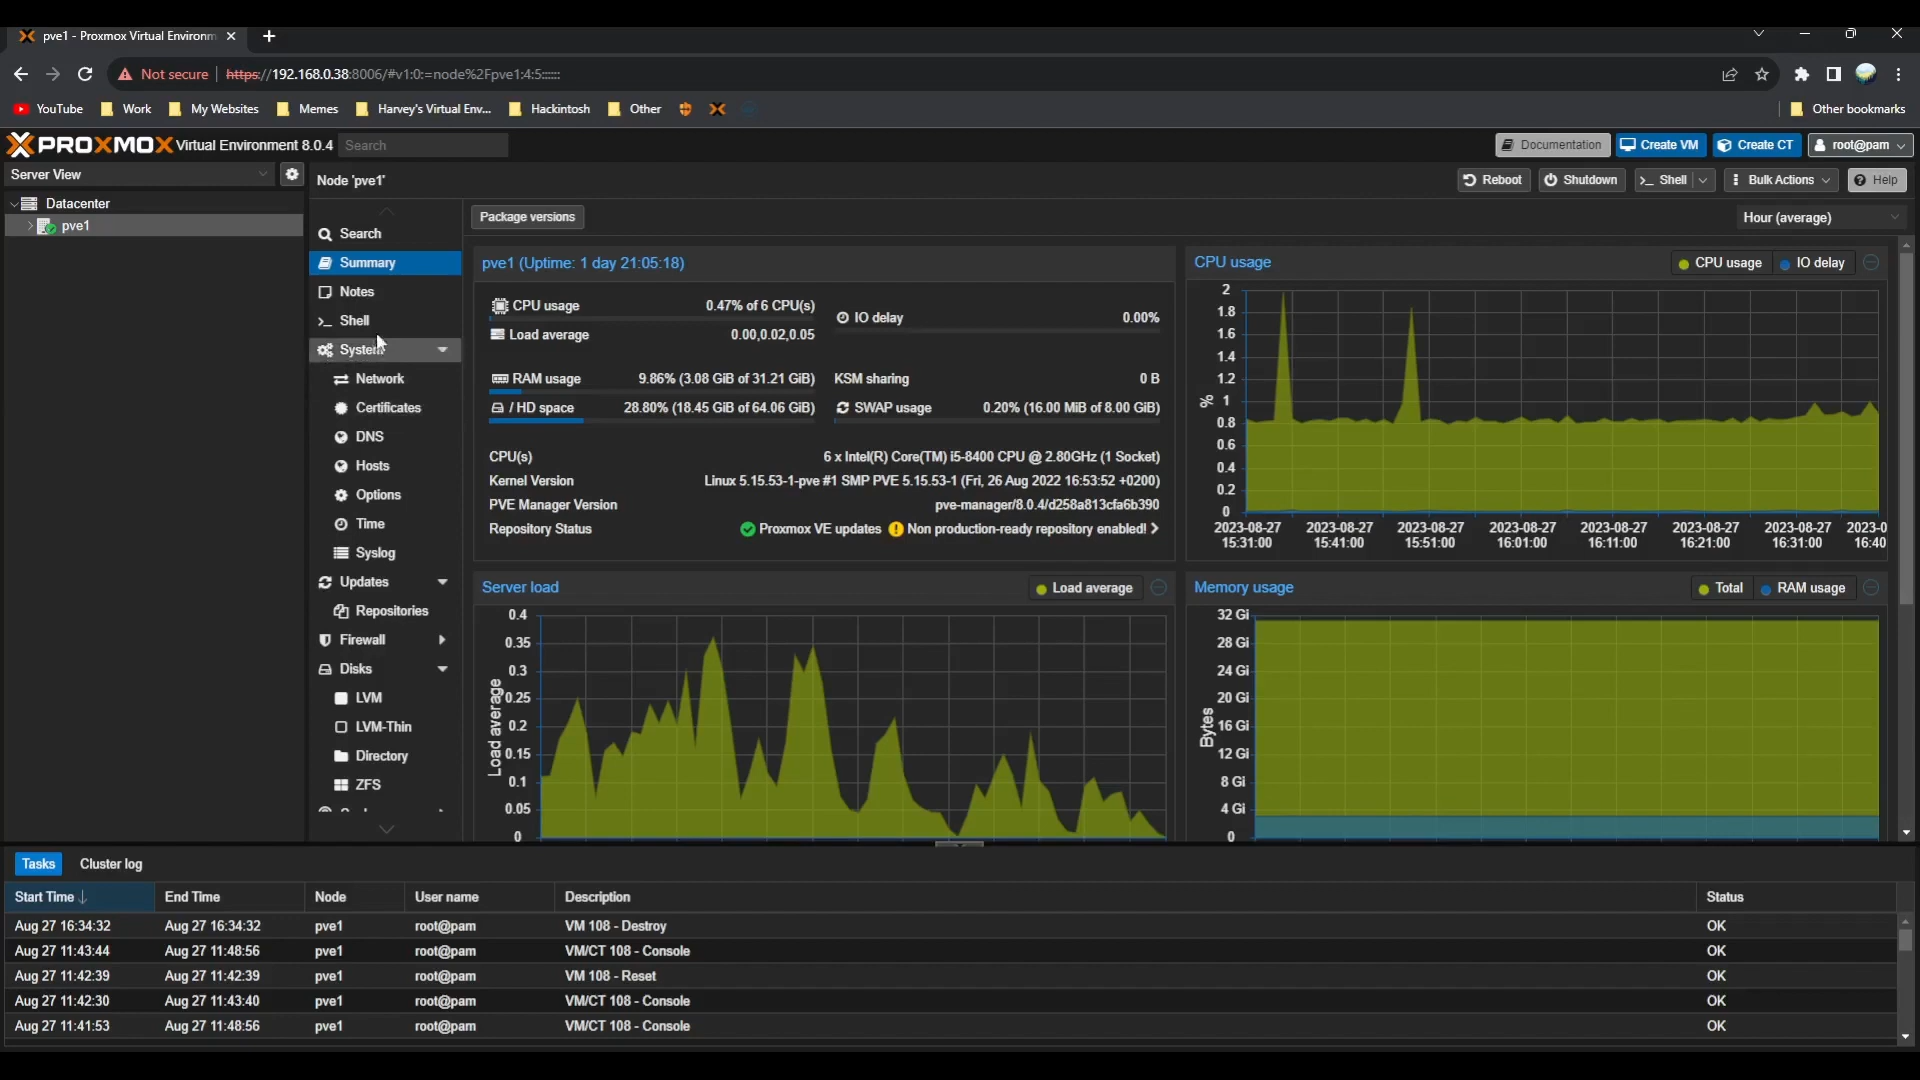 pve1 - Proxmox Virtual Environm
Not secure
https://192.168.0.38:8006/#v1:0:=node%2Fpve1:4:5::::::
YouTube
Work
My Websites
Memes
Harvey's Virtual Env...
Hackintosh
Other
Other bookmarks
PROXMOX Virtual Environment 8.0.4
Search
Documentation
Create VM
Create CT
root@pam
Server View
Node 'pve1'
Reboot
Shutdown
Shell
Bulk Actions
Help
Datacenter
pve1
Search
Summary
Notes
Shell
System
Network
Certificates
DNS
Hosts
Options
Time
Syslog
Updates
Repositories
Firewall
Disks
LVM
LVM-Thin
Directory
ZFS
Package versions
Hour (average)
pve1 (Uptime: 1 day 21:05:18)
CPU usage 0.47% of 6 CPU(s)
IO delay 0.00%
Load average 0.00,0.02,0.05
RAM usage 9.86% (3.08 GiB of 31.21 GiB)
KSM sharing 0 B
/ HD space 28.80% (18.45 GiB of 64.06 GiB)
SWAP usage 0.20% (16.00 MiB of 8.00 GiB)
CPU(s) 6 x Intel(R) Core(TM) i5-8400 CPU @ 2.80GHz (1 Socket)
Kernel Version Linux 5.15.53-1-pve #1 SMP PVE 5.15.53-1 (Fri, 26 Aug 2022 16:53:52 +0200)
PVE Manager Version pve-manager/8.0.4/d258a813cfa6b390
Repository Status Proxmox VE updates Non production-ready repository enabled!
CPU usage
CPU usage
IO delay
2
1.8
1.6
1.4
1.2
1
0.8
0.6
0.4
0.2
0
%
2023-08-27 15:31:00
2023-08-27 15:41:00
2023-08-27 15:51:00
2023-08-27 16:01:00
2023-08-27 16:11:00
2023-08-27 16:21:00
2023-08-27 16:31:00
2023-0
16:40
Server load
Load average
0.4
0.35
0.3
0.25
0.2
0.15
0.1
0.05
0
Load average
Memory usage
Total
RAM usage
32 Gi
28 Gi
24 Gi
20 Gi
16 Gi
12 Gi
8 Gi
4 Gi
0
Bytes
Tasks
Cluster log
Start Time End Time Node User name Description Status
Aug 27 16:34:32 Aug 27 16:34:32 pve1 root@pam VM 108 - Destroy OK
Aug 27 11:43:44 Aug 27 11:48:56 pve1 root@pam VM/CT 108 - Console OK
Aug 27 11:42:39 Aug 27 11:42:39 pve1 root@pam VM 108 - Reset OK
Aug 27 11:42:30 Aug 27 11:43:40 pve1 root@pam VM/CT 108 - Console OK
Aug 27 11:41:53 Aug 27 11:48:56 pve1 root@pam VM/CT 108 - Console OK